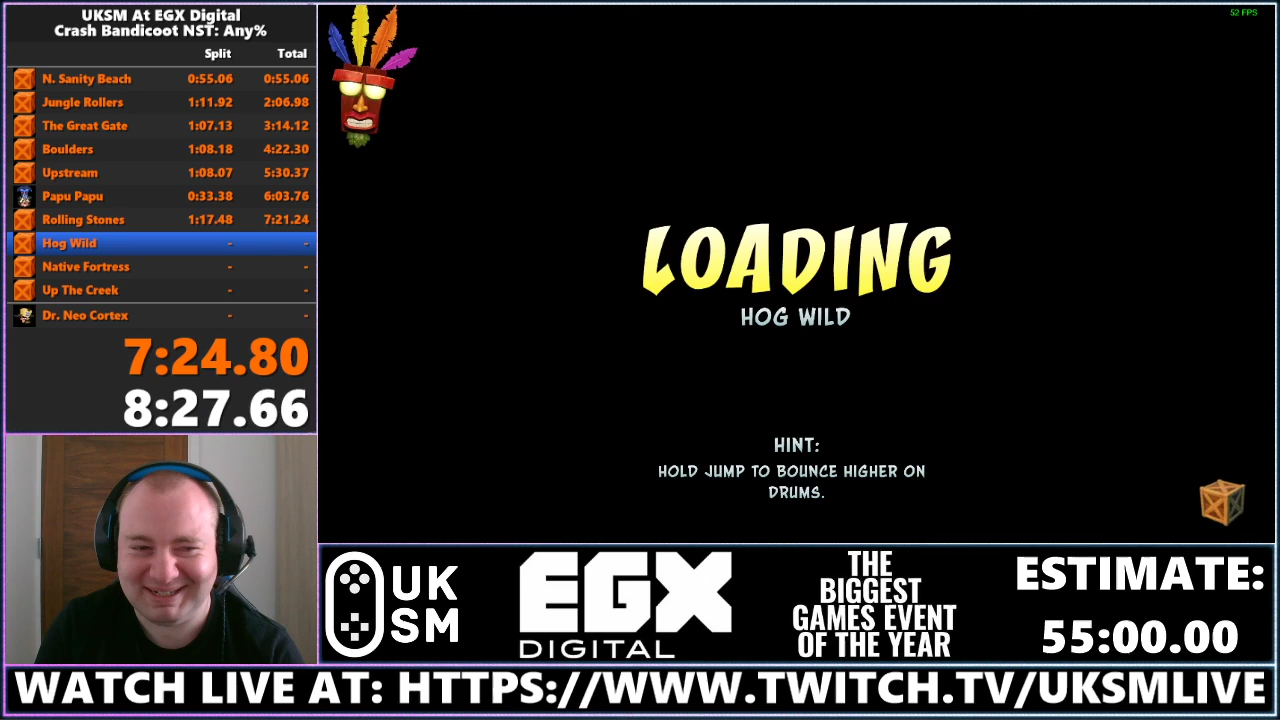 UKSM At EGX Digital
Crash Bandicoot NST: Any%
Split Total
N. Sanity Beach 0:55.06 0:55.06
Jungle Rollers 1:11.92 2:06.98
The Great Gate 1:07.13 3:14.12
Boulders 1:08.18 4:22.30
Upstream 1:08.07 5:30.37
Papu Papu 0:33.38 6:03.76
Rolling Stones 1:17.48 7:21.24
Hog Wild - -
Native Fortress - -
Up The Creek - -
Dr. Neo Cortex - -
7:24.80
8:27.66
52 FPS
LOADING
HOG WILD
HINT:
HOLD JUMP TO BOUNCE HIGHER ON
DRUMS.
UK
SM
EGX
DIGITAL
THE
BIGGEST
GAMES EVENT
OF THE YEAR
ESTIMATE:
55:00.00
WATCH LIVE AT: HTTPS://WWW.TWITCH.TV/UKSMLIVE